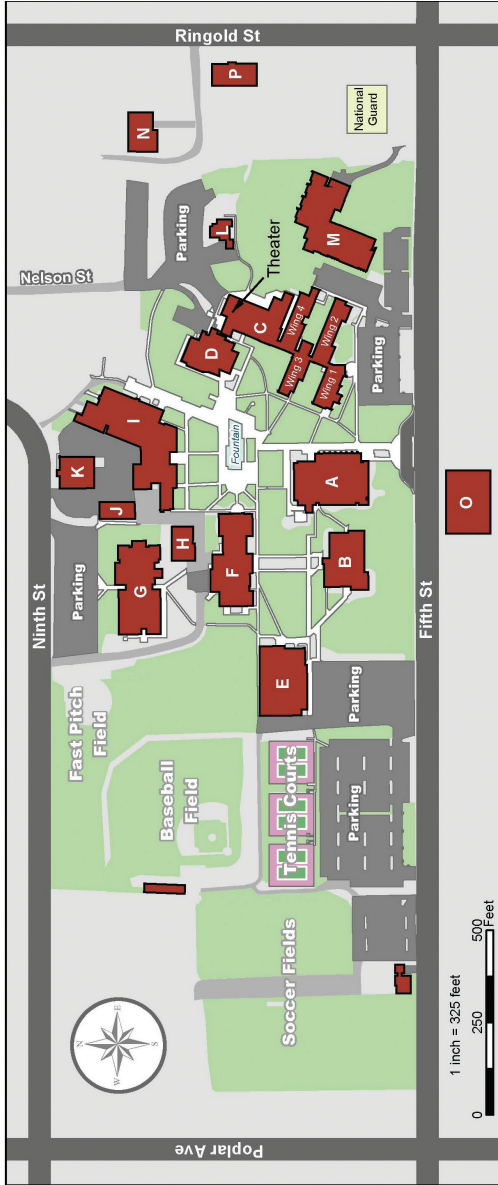 Ringold St
P
N
National
Guard
Nelson St
Parking
L
M
Theater
C
D
Wing 4
Wing 3
Wing 2
Wing 1
Parking
I
K
J
Fountain
A
O
H
F
B
G
Parking
Ninth St
Fifth St
E
Parking
Fast Pitch
Field
Baseball
Field
Tennis Courts
Parking
Soccer Fields
N
E
S
W
1 inch = 325 feet
0
250
500
Feet
Poplar Ave